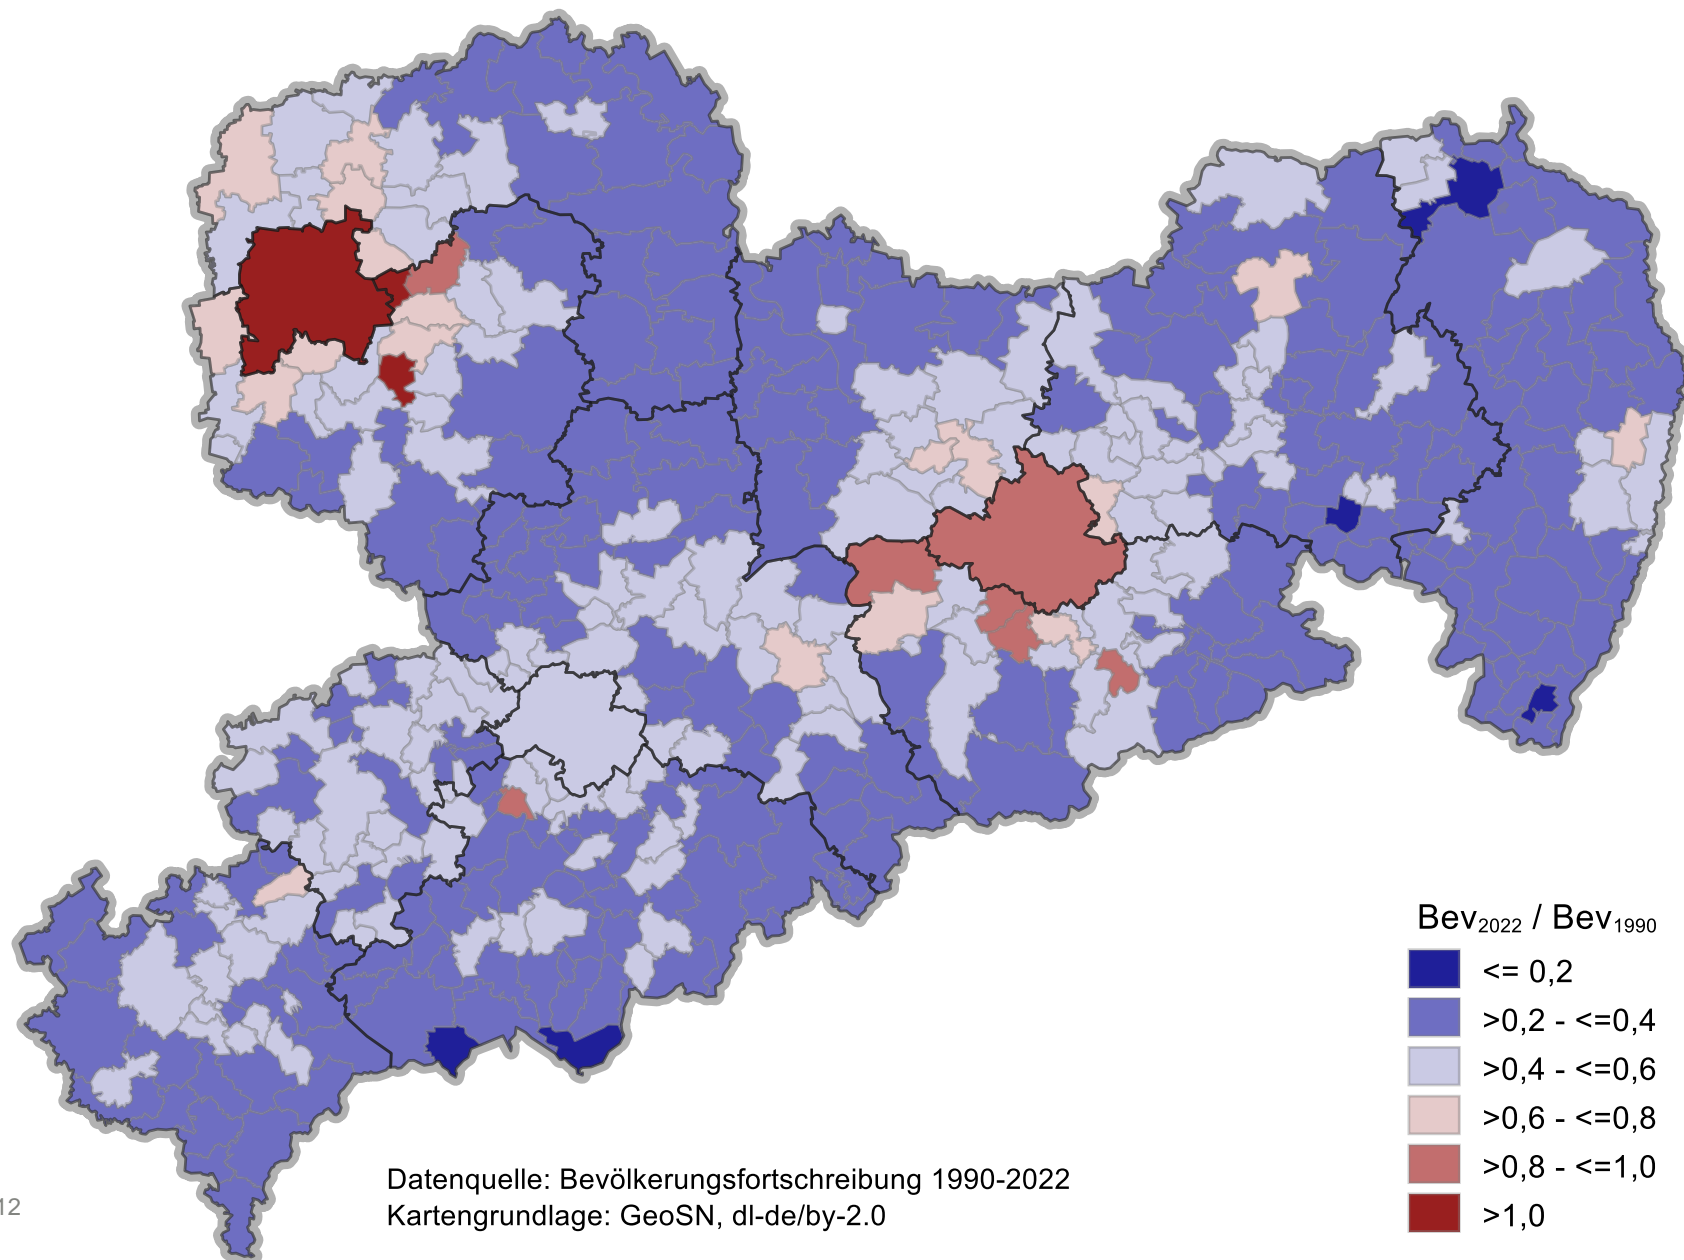 Bev2022 / Bev1990
<= 0,2
>0,2 - <=0,4
>0,4 - <=0,6
>0,6 - <=0,8
>0,8 - <=1,0
>1,0
Datenquelle: Bevölkerungsfortschreibung 1990-2022
Kartengrundlage: GeoSN, dl-de/by-2.0
12